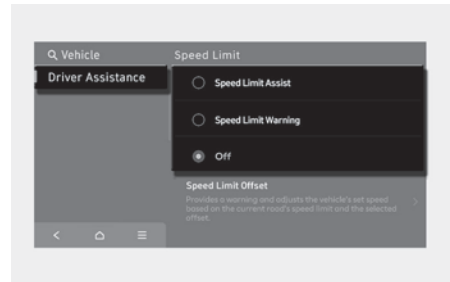 Vehicle
Speed Limit
Driver Assistance
Speed Limit Assist
Speed Limit Warning
Off
Speed Limit Offset
Provides a warning and adjusts the vehicle's set speed
based on the current road's speed limit and the selected
offset.